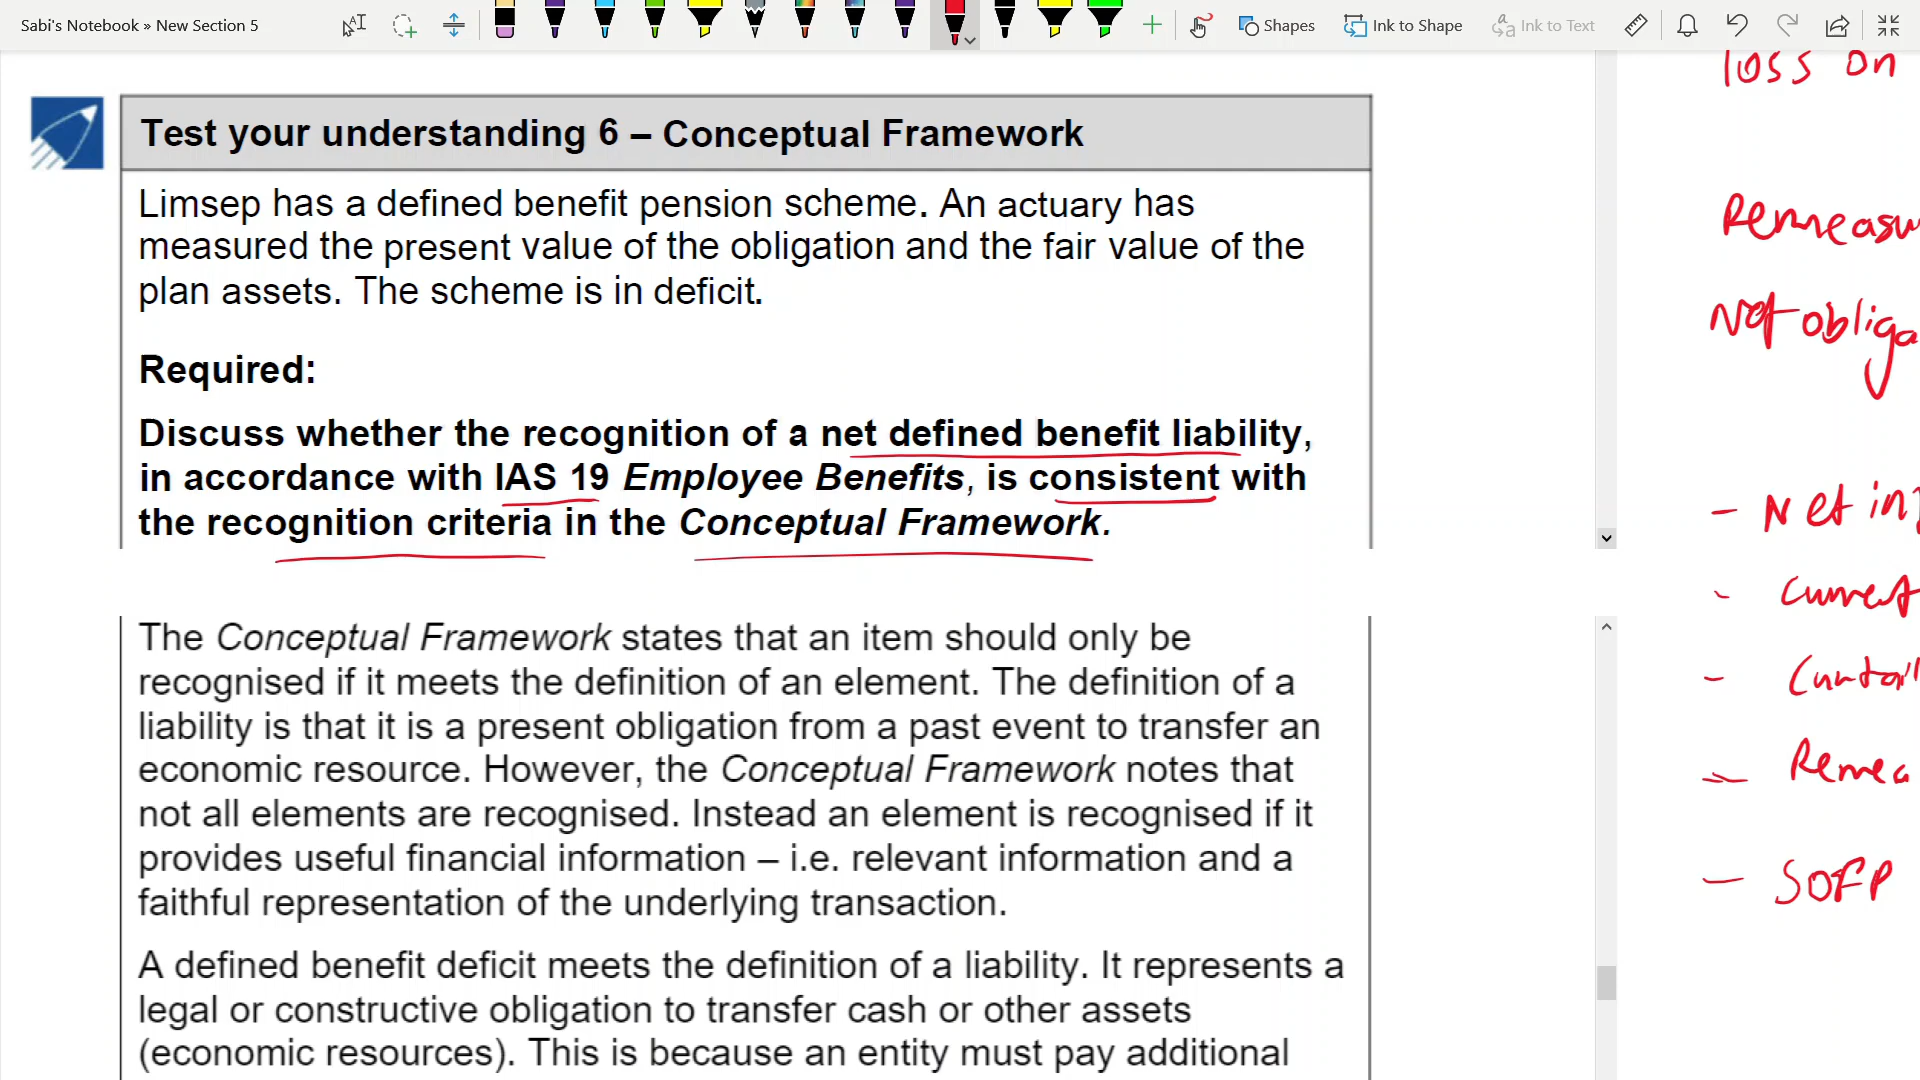 Sabi's Notebook » New Section 5
Shapes
Ink to Shape
Ink to Text
loss on
Test your understanding 6 – Conceptual Framework
Limsep has a defined benefit pension scheme. An actuary has
measured the present value of the obligation and the fair value of the
plan assets. The scheme is in deficit.
Required:
Discuss whether the recognition of a net defined benefit liability,
in accordance with IAS 19 Employee Benefits, is consistent with
the recognition criteria in the Conceptual Framework.
The Conceptual Framework states that an item should only be
recognised if it meets the definition of an element. The definition of a
liability is that it is a present obligation from a past event to transfer an
economic resource. However, the Conceptual Framework notes that
not all elements are recognised. Instead an element is recognised if it
provides useful financial information – i.e. relevant information and a
faithful representation of the underlying transaction.
A defined benefit deficit meets the definition of a liability. It represents a
legal or constructive obligation to transfer cash or other assets
(economic resources). This is because an entity must pay additional
- Net
- Current
- SOFP